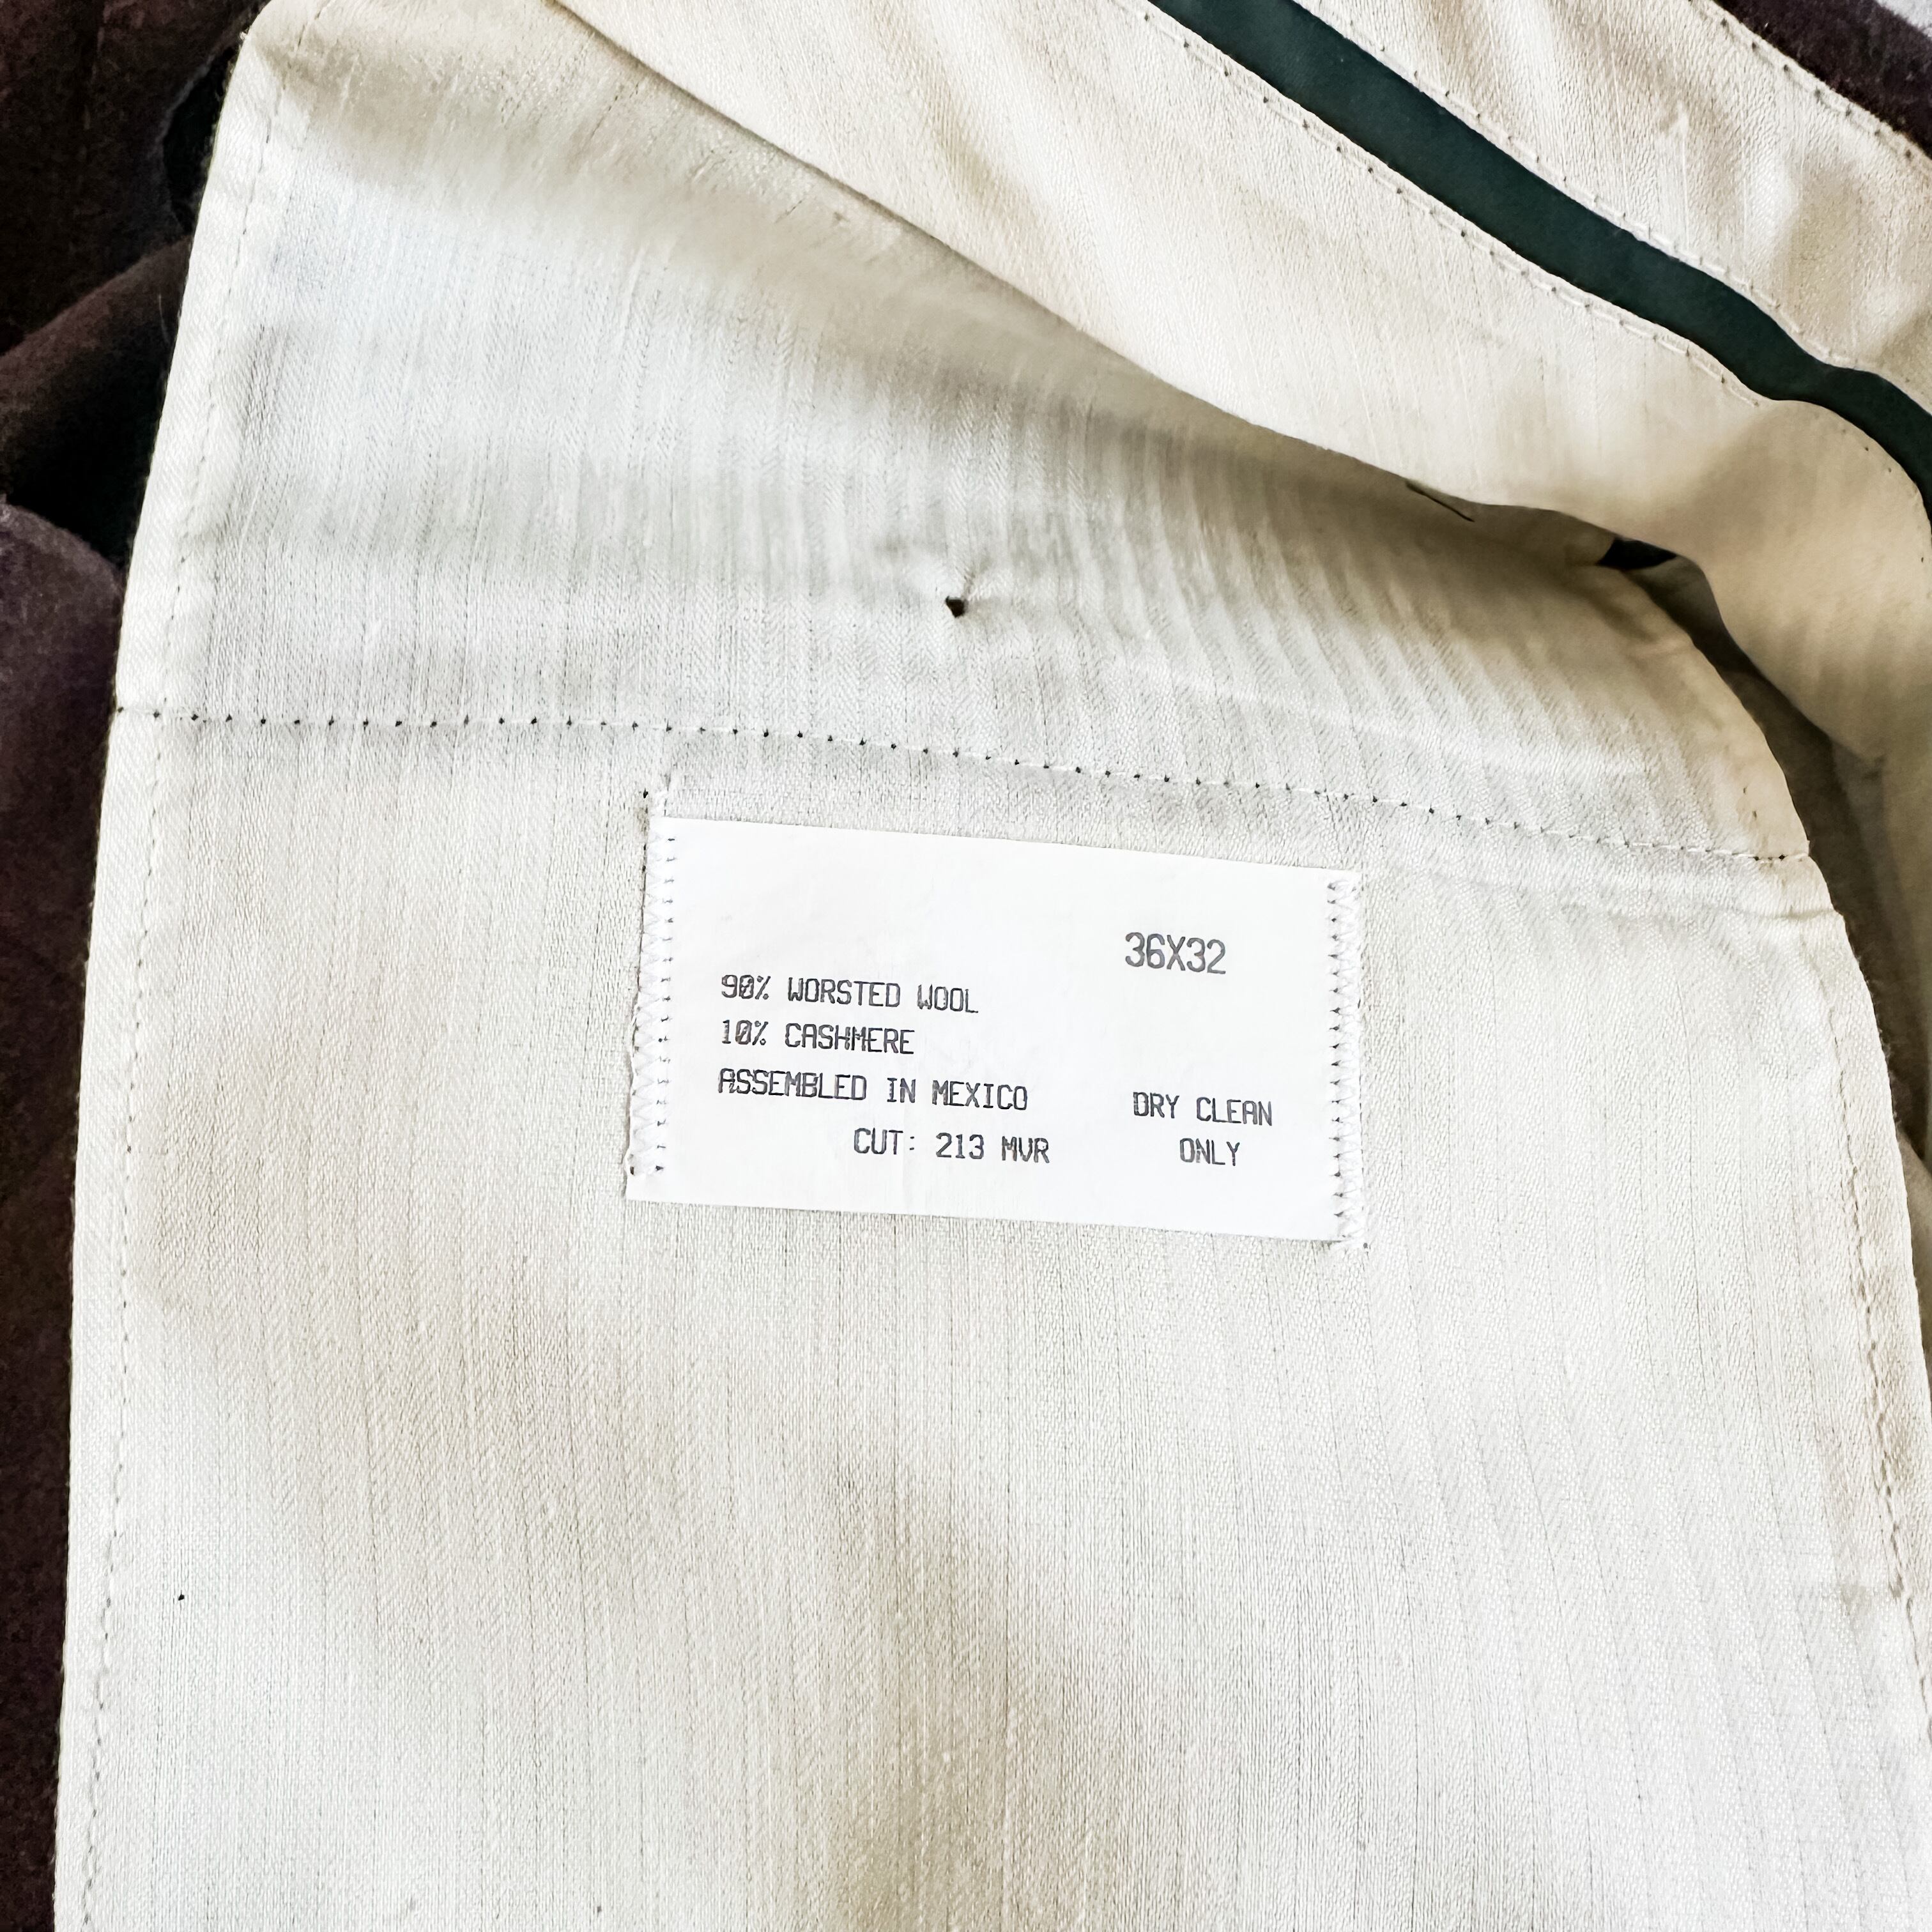 36X32
90% WORSTED WOOL
10% CASHMERE
ASSEMBLED IN MEXICO
CUT: 213 MVR
DRY CLEAN
ONLY